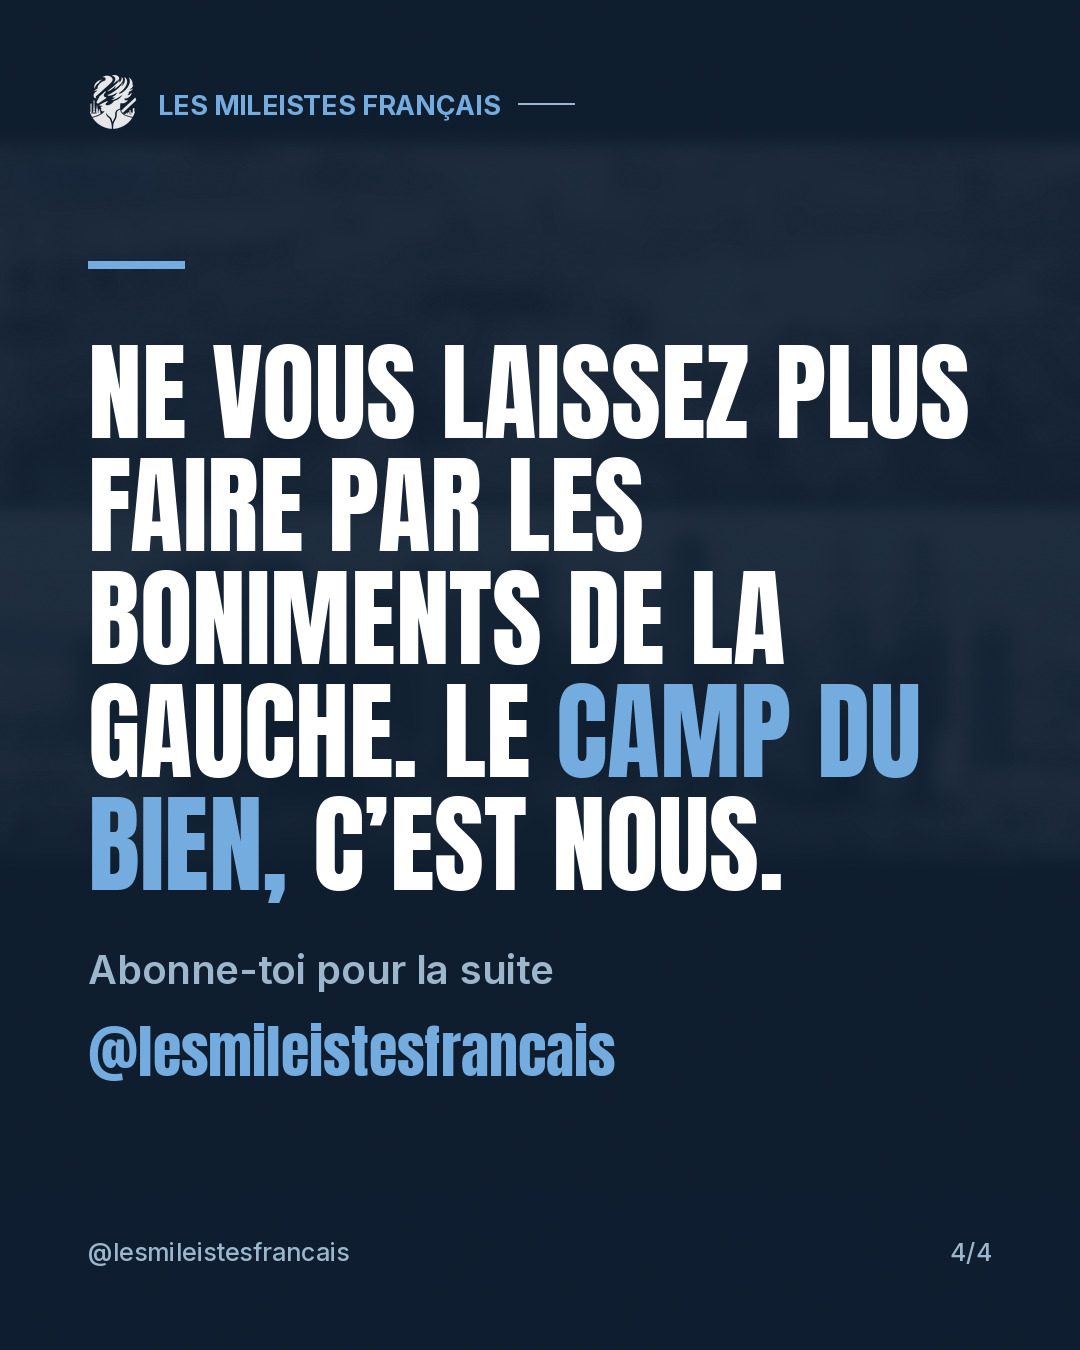 LES MILEISTES FRANÇAIS
NE VOUS LAISSEZ PLUS
FAIRE PAR LES
BONIMENTS DE LA
GAUCHE. LE CAMP DU
BIEN, C’EST NOUS.
Abonne-toi pour la suite
@lesmileistesfrancais
@lesmileistesfrancais
4/4